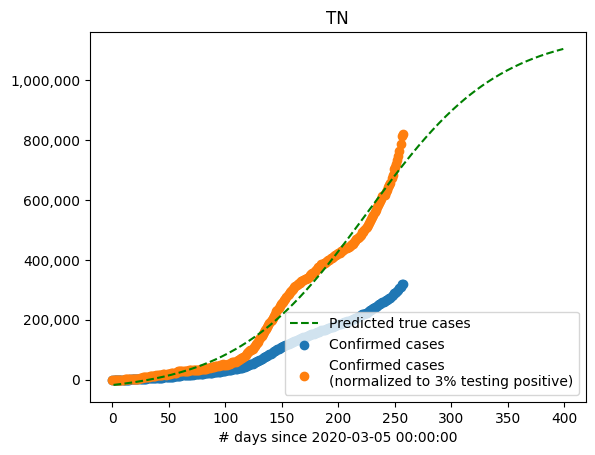 TN
1,000,000
800,000
600,000
400,000
200,000
0
Predicted true cases
Confirmed cases
Confirmed cases
(normalized to 3% testing positive)
0 50 100 150 200 250 300 350 400
# days since 2020-03-05 00:00:00